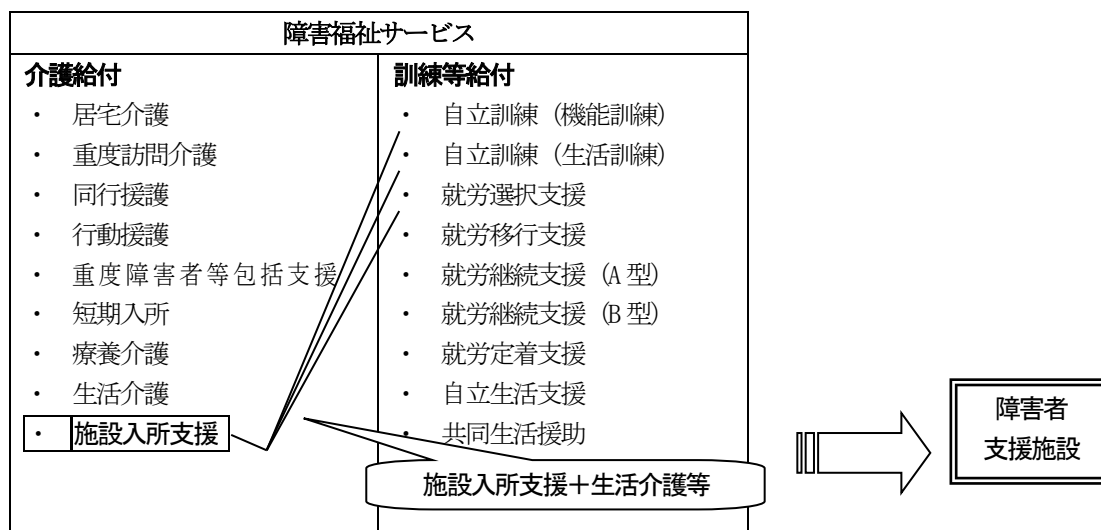 障害福祉サービス
介護給付
・ 居宅介護
・ 重度訪問介護
・ 同行援護
・ 行動援護
・ 重度障害者等包括支援
・ 短期入所
・ 療養介護
・ 生活介護
・ 施設入所支援
訓練等給付
・ 自立訓練（機能訓練）
・ 自立訓練（生活訓練）
・ 就労選択支援
・ 就労移行支援
・ 就労継続支援（A型）
・ 就労継続支援（B型）
・ 就労定着支援
・ 自立生活支援
・ 共同生活援助
施設入所支援＋生活介護等
障害者
支援施設